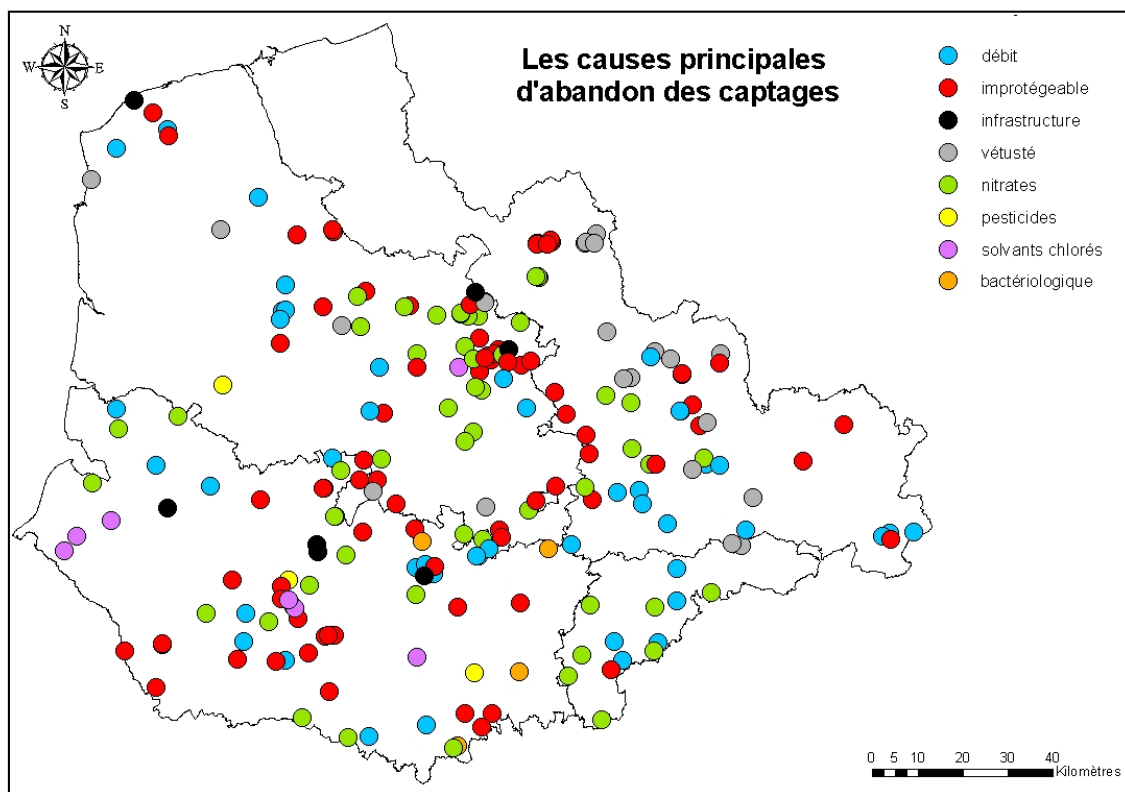 N
W E
S
Les causes principales
d'abandon des captages
débit
improtégeable
infrastructure
vétusté
nitrates
pesticides
solvants chlorés
bactériologique
0 5 10 20 30 40
Kilomètres